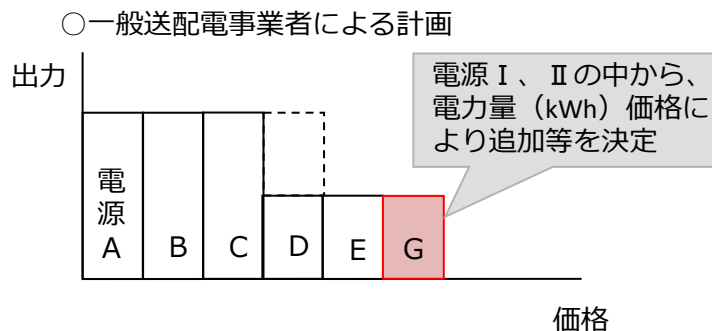 ○一般送配電事業者による計画
出力
電源Ⅰ、Ⅱの中から、
電力量（kWh）価格に
より追加等を決定
電
源
A
B
C
D
E
G
価格